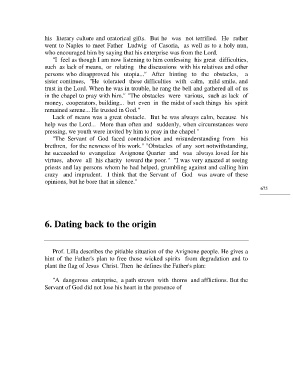 his literary culture and oratorical gifts. But he was not terrified. He rather
went to Naples to meet Father Ludwig of Casoria, as well as to a holy man,
who encouraged him by saying that his enterprise was from the Lord.
"I feel as though I am now listening to him confessing his great difficulties,
such as lack of means, or relating the discussions with his relatives and other
persons who disapproved his utopia..." After hinting to the obstacles, a
sister continues, "He tolerated these difficulties with calm, mild smile, and
trust in the Lord. When he was in trouble, he rang the bell and gathered all of us
in the chapel to pray with him." "The obstacles were various, such as lack of
money, cooperators, building... but even in the midst of such things his spirit
remained serene... He trusted in God."
Lack of means was a great obstacle. But he was always calm, because his
help was the Lord... More than often and suddenly, when circumstances were
pressing, we youth were invited by him to pray in the chapel."
"The Servant of God faced contradiction and misunderstanding from his
brethren, for the newness of his work." "Obstacles of any sort notwithstanding,
he succeeded to evangelize Avignone Quarter and was always loved for his
virtues, above all his charity toward the poor." "I was very amazed at seeing
priests and lay persons whom he had helped, grumbling against and calling him
crazy and imprudent. I think that the Servant of God was aware of these
opinions, but he bore that in silence."
671
6. Dating back to the origin
Prof. Lilla describes the pitiable situation of the Avignone people. He gives a
hint of the Father's plan to free those wicked spirits from degradation and to
plant the flag of Jesus Christ. Then he defines the Father's plan:
"A dangerous enterprise, a path strewn with thorns and afflictions. But the
Servant of God did not lose his heart in the presence of